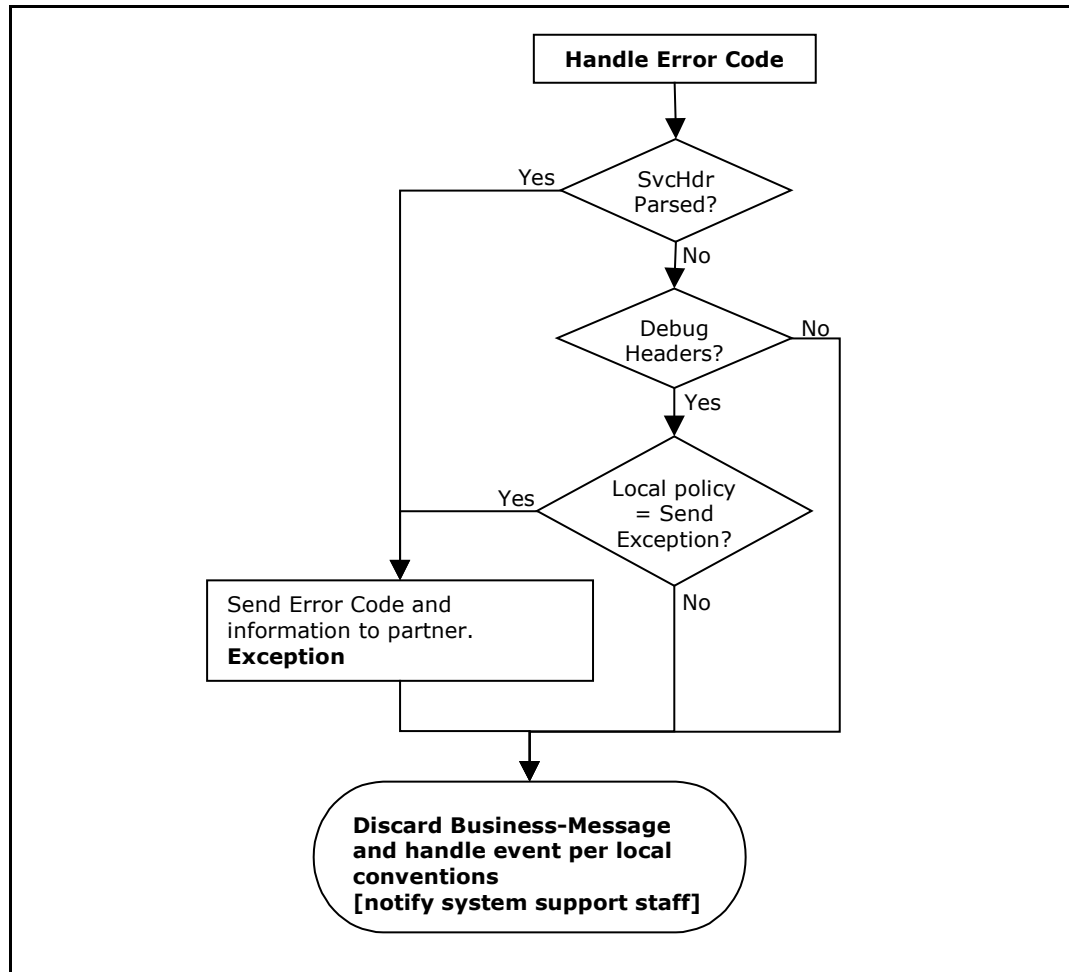 Handle Error Code
Yes
SvcHdr
Parsed?
No
Debug
Headers?
No
Yes
Yes
Local policy
= Send
Exception?
No
Send Error Code and
information to partner.
Exception
Discard Business-Message
and handle event per local
conventions
[notify system support staff]